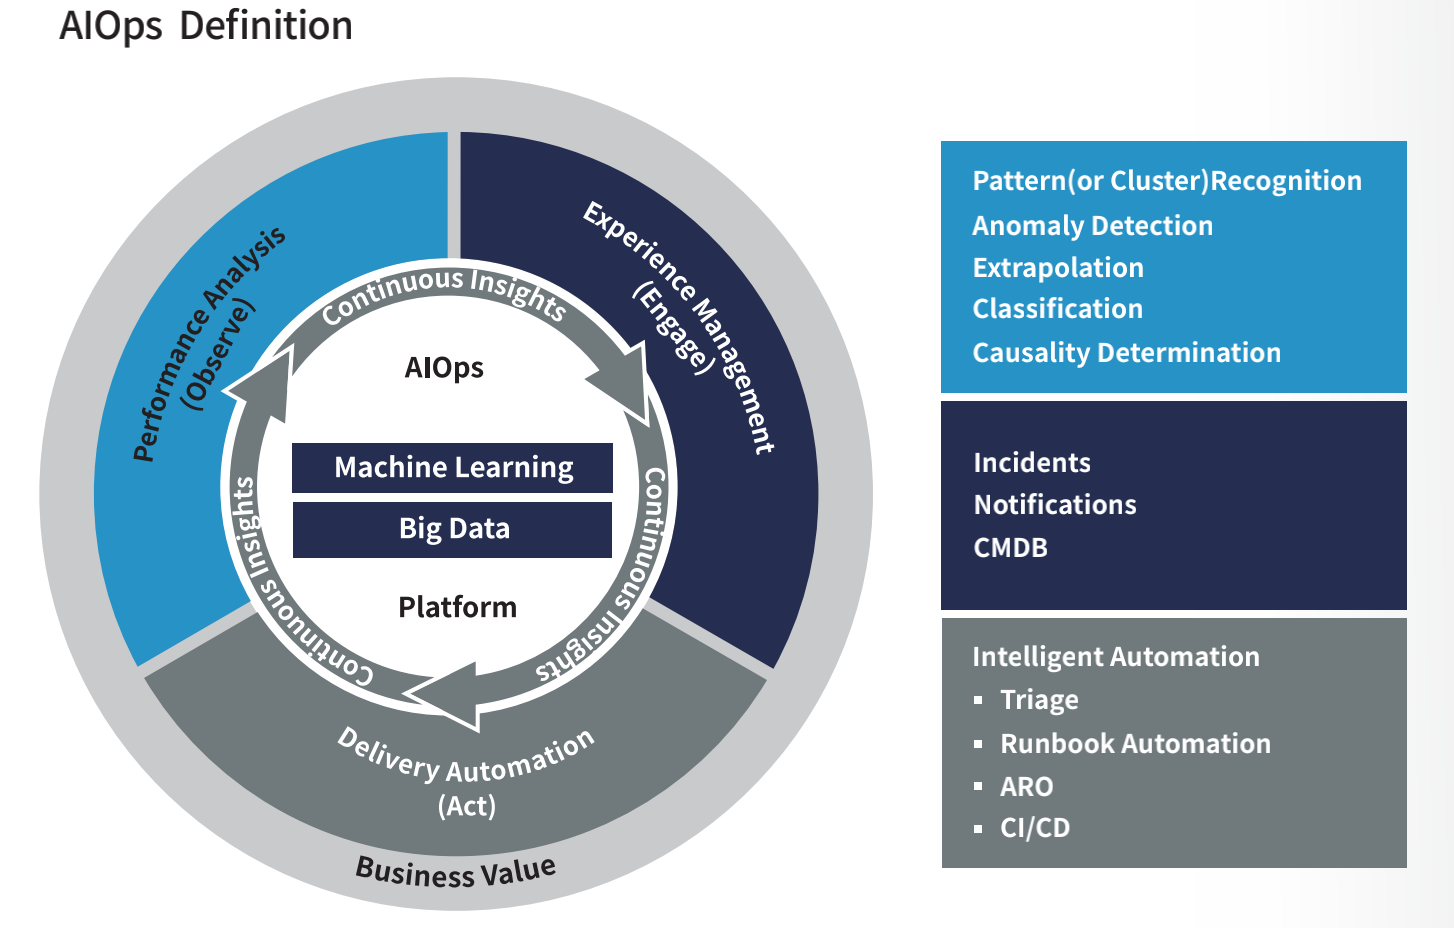 AIOps Definition
Performance Analysis
(Observe)
Experience Management
(Engage)
Continuous Insights
Continuous Insights
Continuous Insights
AIOps
Machine Learning
Big Data
Platform
Delivery Automation
(Act)
Business Value
Pattern(or Cluster)Recognition
Anomaly Detection
Extrapolation
Classification
Causality Determination
Incidents
Notifications
CMDB
Intelligent Automation
▪ Triage
▪ Runbook Automation
▪ ARO
▪ CI/CD